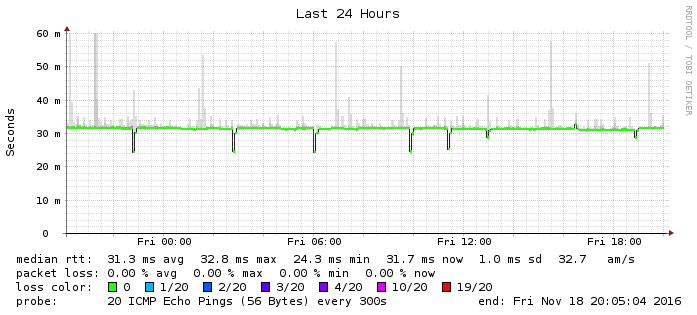 Last 24 Hours
RRDTOOL / TOBI OETIKER
Seconds
60 m
50 m
40 m
30 m
20 m
10 m
0
Fri 00:00 Fri 06:00 Fri 12:00 Fri 18:00
median rtt: 31.3 ms avg 32.8 ms max 24.3 ms min 31.7 ms now 1.0 ms sd 32.7 am/s
packet loss: 0.00 % avg 0.00 % max 0.00 % min 0.00 % now
loss color: 0 1/20 2/20 3/20 4/20 10/20 19/20
probe: 20 ICMP Echo Pings (56 Bytes) every 300s end: Fri Nov 18 20:05:04 2016